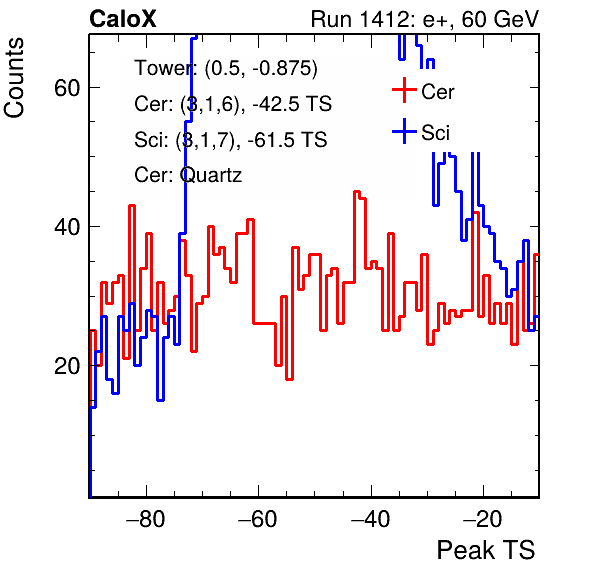 CaloX Run 1412: e+, 60 GeV
Counts
Tower: (0.5, -0.875)
Cer: (3,1,6), -42.5 TS
Sci: (3,1,7), -61.5 TS
Cer: Quartz
Cer
Sci
60
40
20
−80 −60 −40 −20
Peak TS